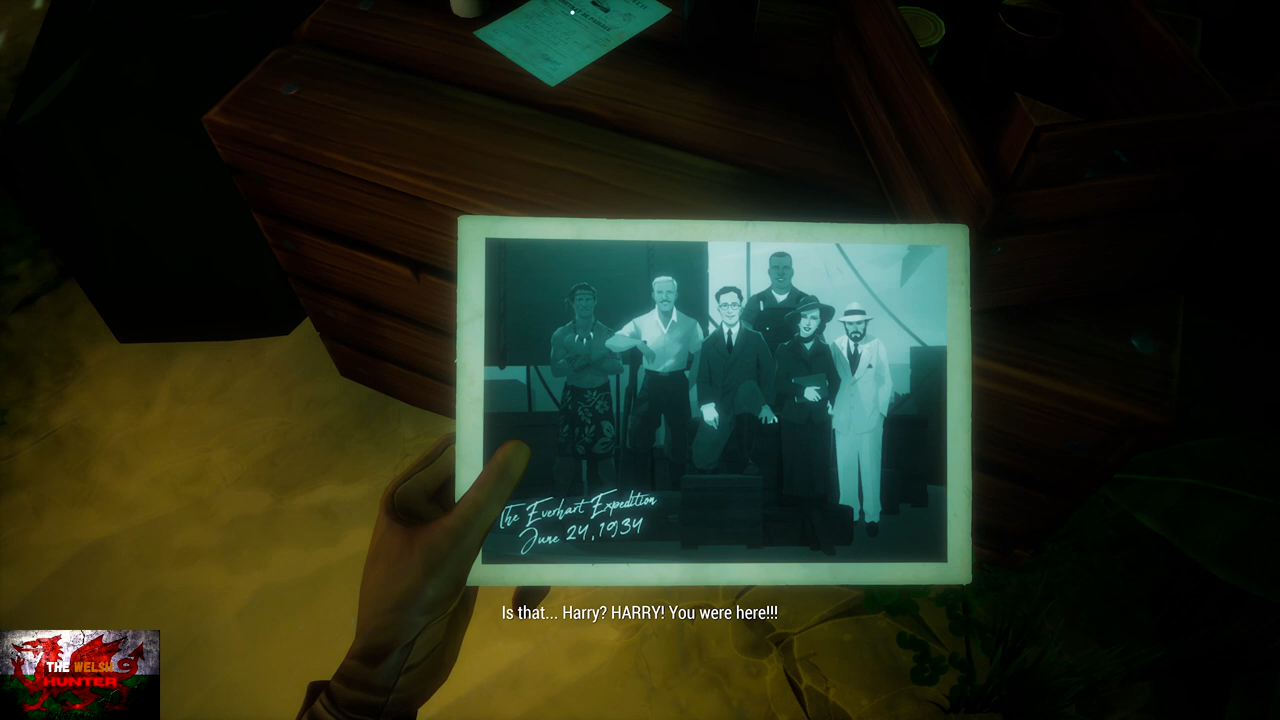 The Everhart Expedition
June 24, 1934
Is that... Harry? HARRY! You were here!!!
THE WELSH
HUNTER